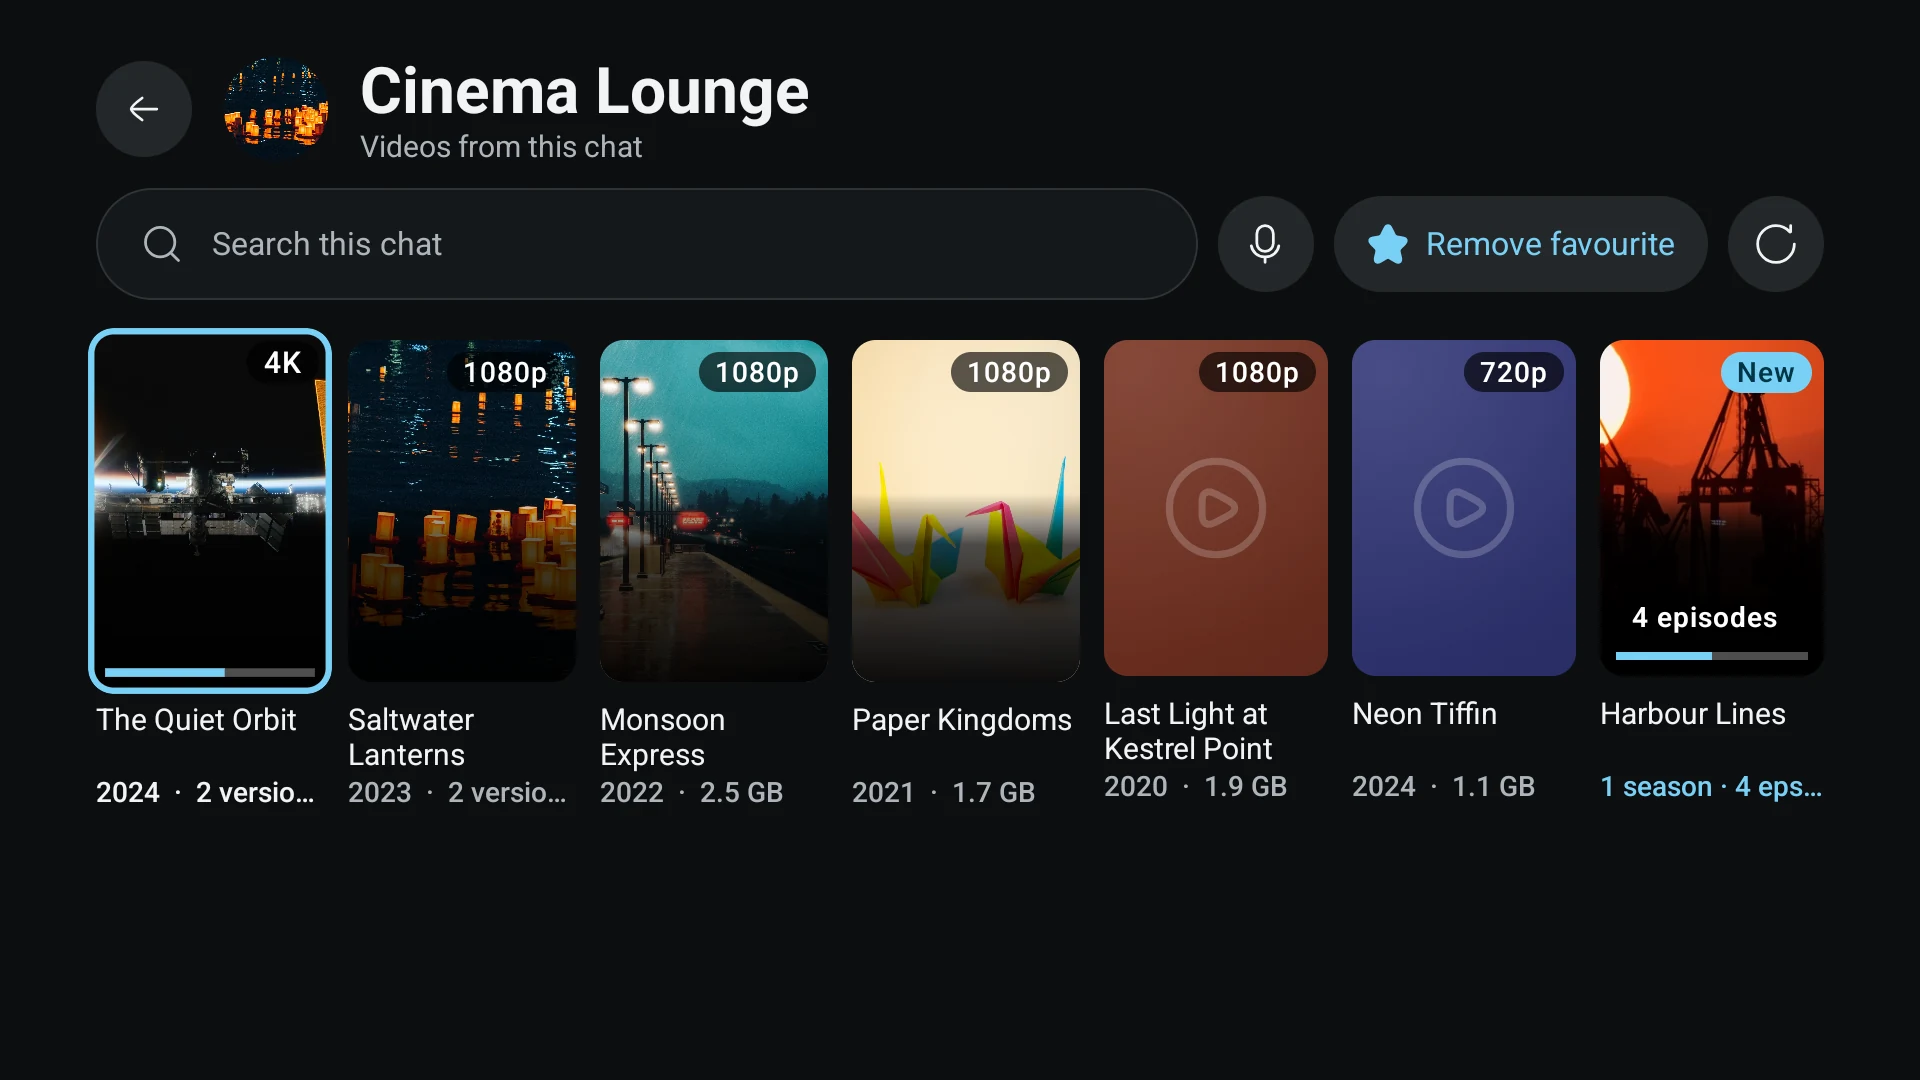 Cinema Lounge
Videos from this chat
Search this chat
Remove favourite
4K
1080p
1080p
1080p
1080p
720p
New
4 episodes
The Quiet Orbit
2024 · 2 versio...
Saltwater
Lanterns
2023 · 2 versio...
Monsoon
Express
2022 · 2.5 GB
Paper Kingdoms
2021 · 1.7 GB
Last Light at
Kestrel Point
2020 · 1.9 GB
Neon Tiffin
2024 · 1.1 GB
Harbour Lines
1 season · 4 eps...